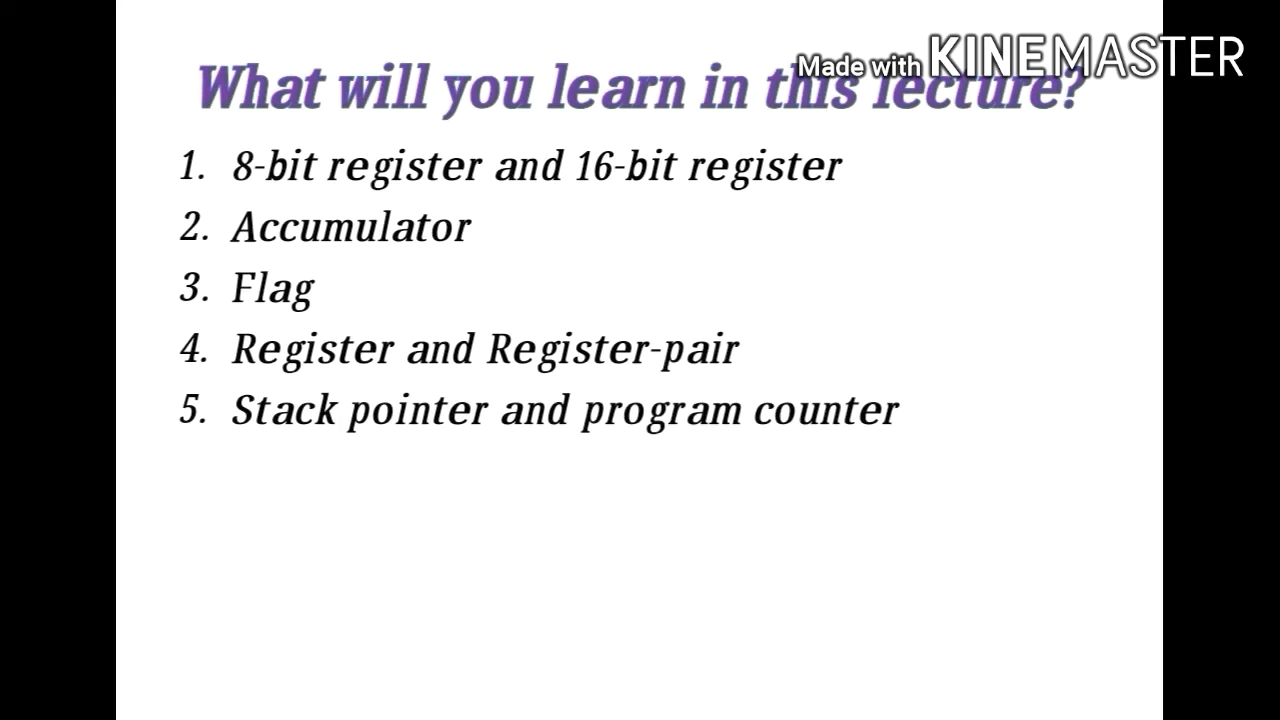 Made with KINEMASTER
What will you learn in this lecture?
1. 8-bit register and 16-bit register
2. Accumulator
3. Flag
4. Register and Register-pair
5. Stack pointer and program counter